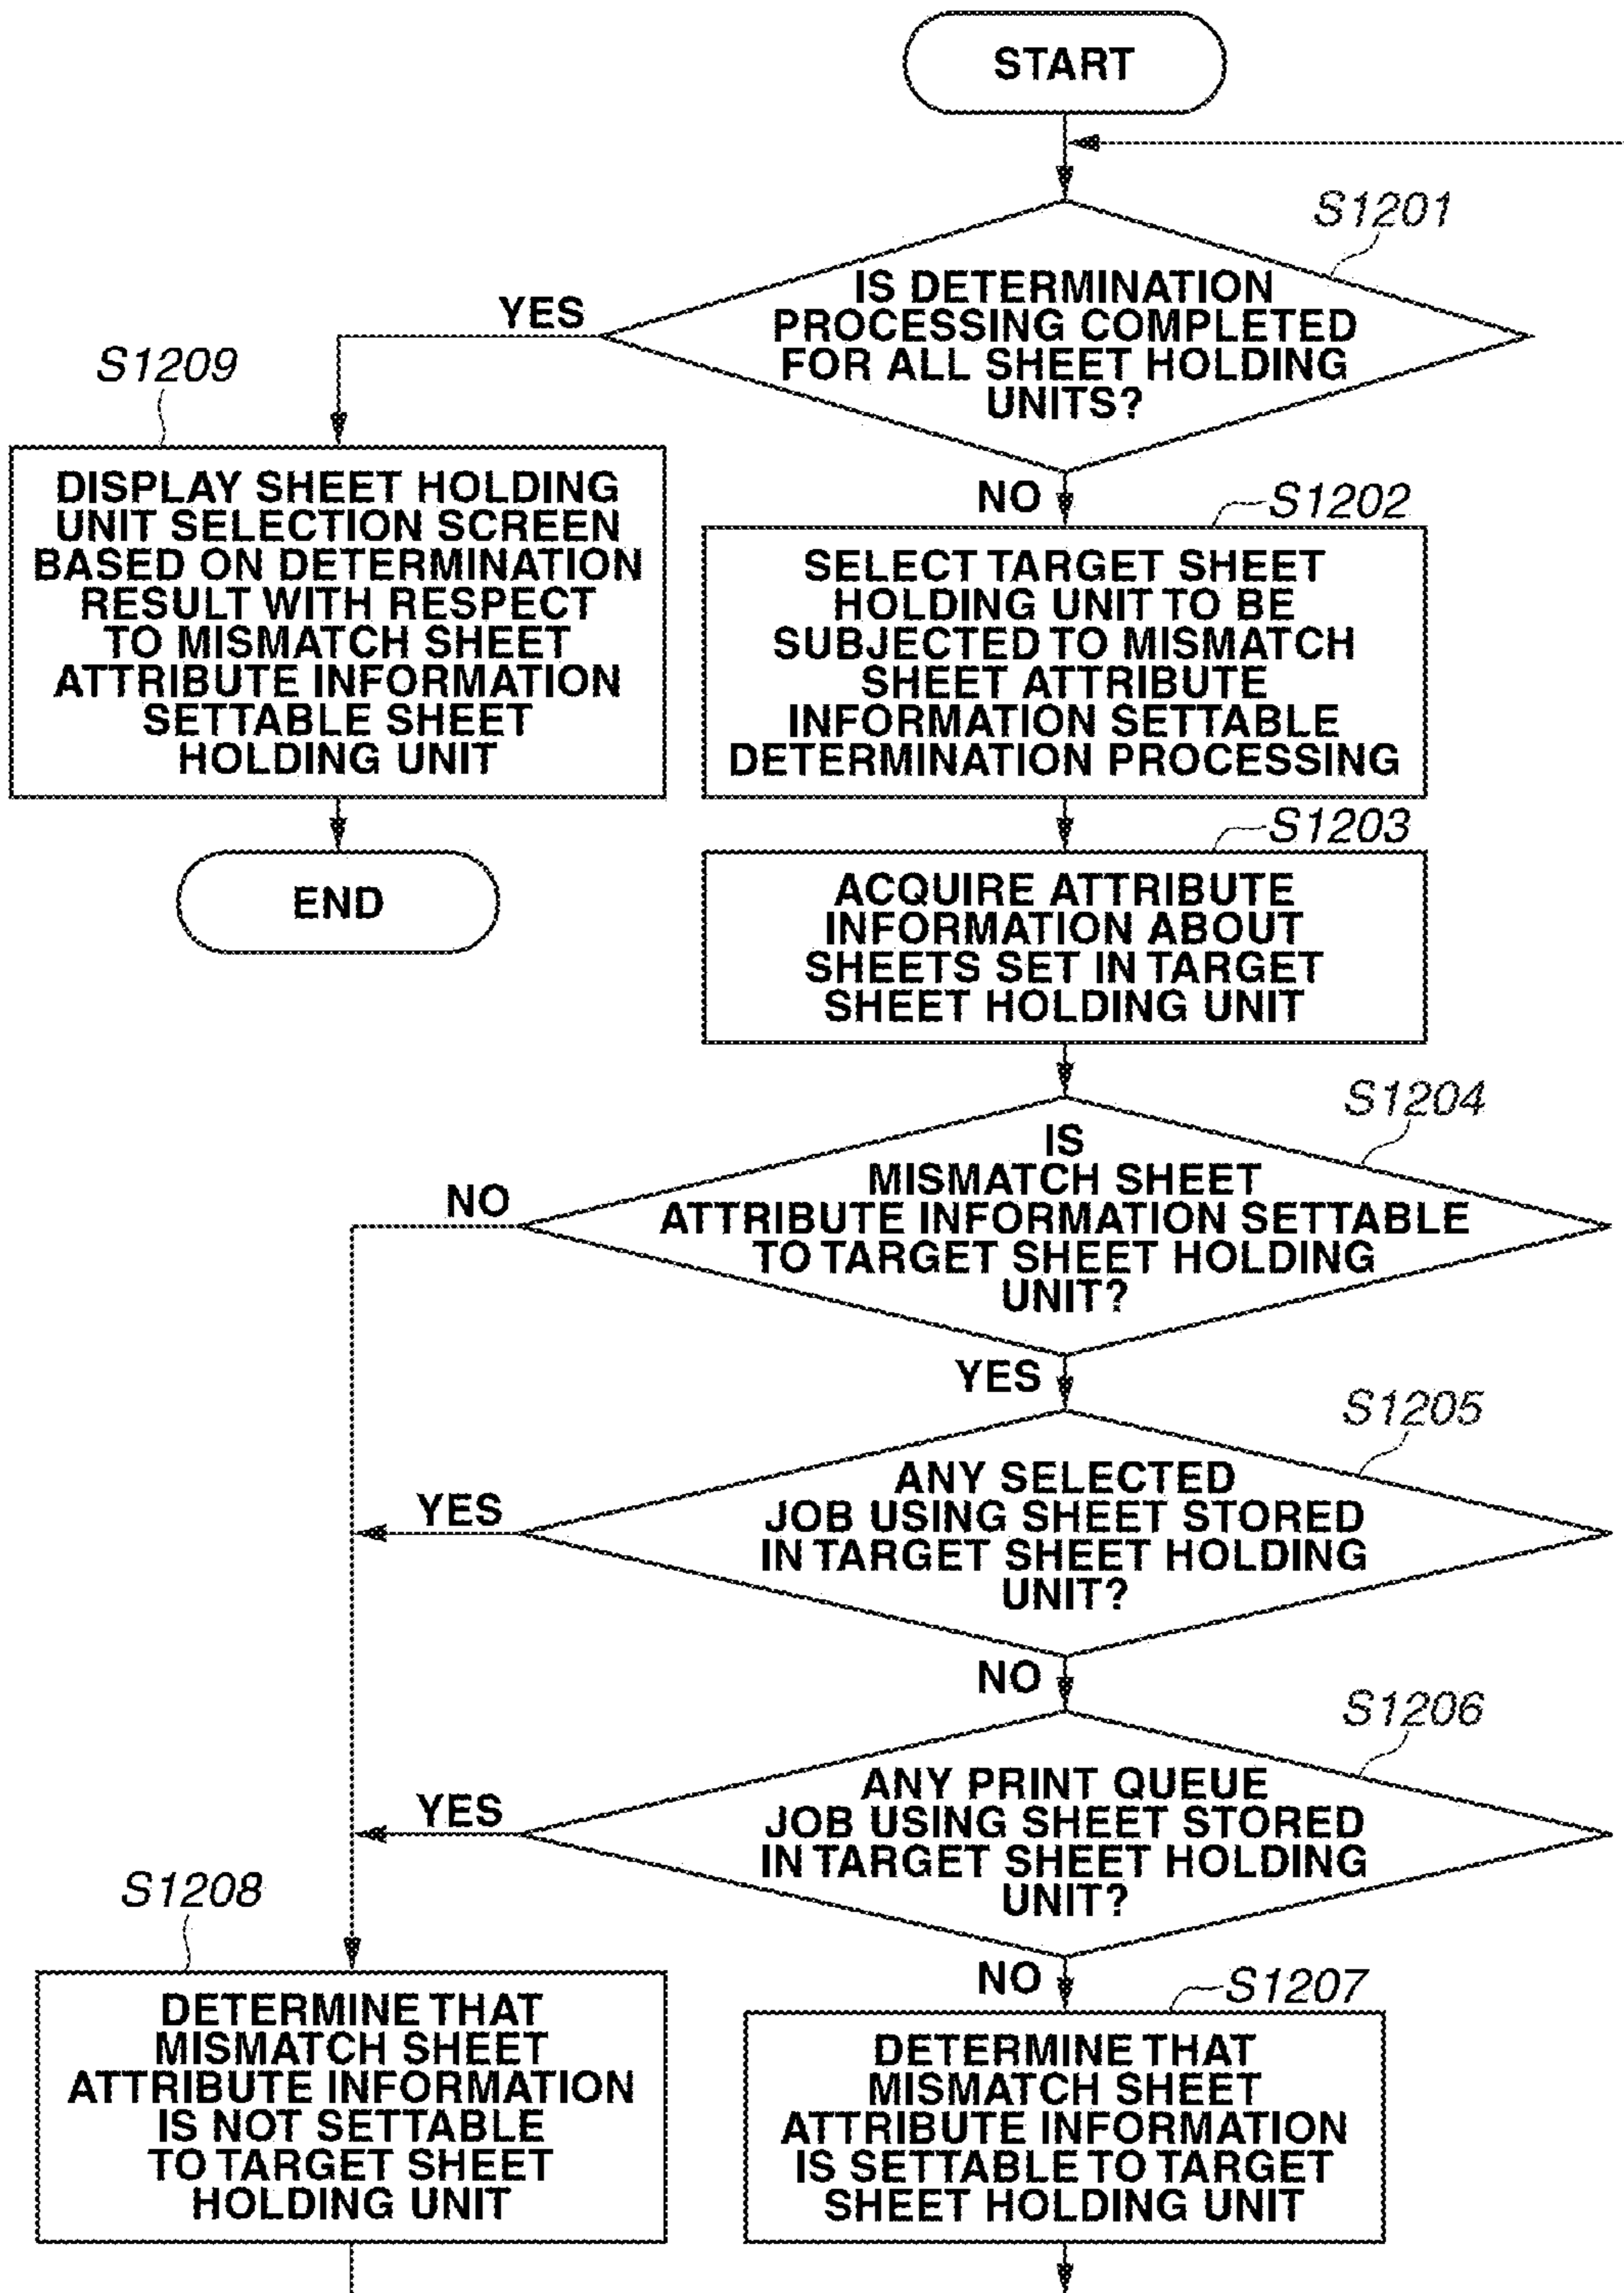 START
S1201
IS DETERMINATION
PROCESSING COMPLETED
FOR ALL SHEET HOLDING
UNITS?
YES
S1209
DISPLAY SHEET HOLDING
UNIT SELECTION SCREEN
BASED ON DETERMINATION
RESULT WITH RESPECT
TO MISMATCH SHEET
ATTRIBUTE INFORMATION
SETTABLE SHEET
HOLDING UNIT
END
NO
S1202
SELECT TARGET SHEET
HOLDING UNIT TO BE
SUBJECTED TO MISMATCH
SHEET ATTRIBUTE
INFORMATION SETTABLE
DETERMINATION PROCESSING
S1203
ACQUIRE ATTRIBUTE
INFORMATION ABOUT
SHEETS SET IN TARGET
SHEET HOLDING UNIT
S1204
IS
MISMATCH SHEET
ATTRIBUTE INFORMATION SETTABLE
TO TARGET SHEET HOLDING
UNIT?
NO
YES
S1205
ANY SELECTED
JOB USING SHEET STORED
IN TARGET SHEET HOLDING
UNIT?
YES
NO
S1206
ANY PRINT QUEUE
JOB USING SHEET STORED
IN TARGET SHEET HOLDING
UNIT?
YES
NO
S1208
DETERMINE THAT
MISMATCH SHEET
ATTRIBUTE INFORMATION
IS NOT SETTABLE
TO TARGET SHEET
HOLDING UNIT
S1207
DETERMINE THAT
MISMATCH SHEET
ATTRIBUTE INFORMATION
IS SETTABLE TO TARGET
SHEET HOLDING UNIT